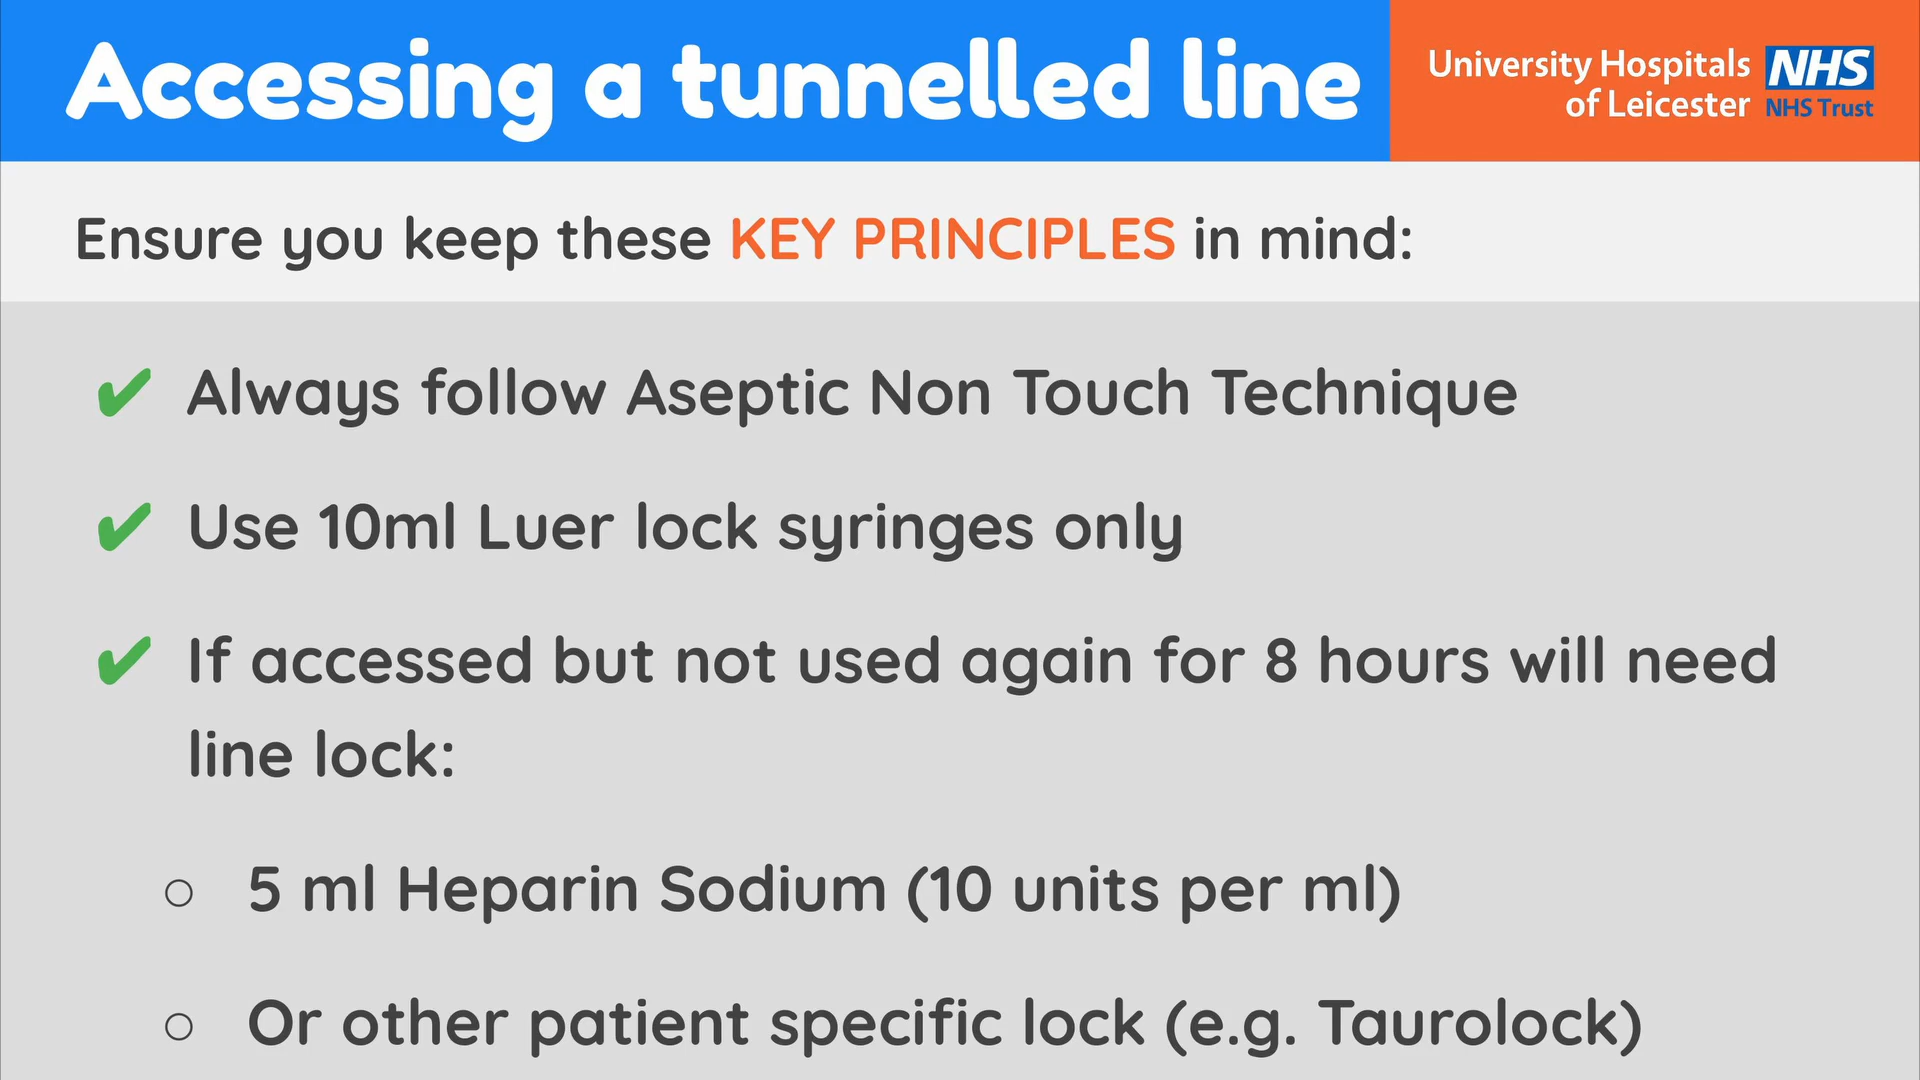 Accessing a tunnelled line
University Hospitals
of Leicester
NHS
NHS Trust
Ensure you keep these KEY PRINCIPLES in mind:
✔ Always follow Aseptic Non Touch Technique
✔ Use 10ml Luer lock syringes only
✔ If accessed but not used again for 8 hours will need
line lock:
○ 5 ml Heparin Sodium (10 units per ml)
○ Or other patient specific lock (e.g. Taurolock)